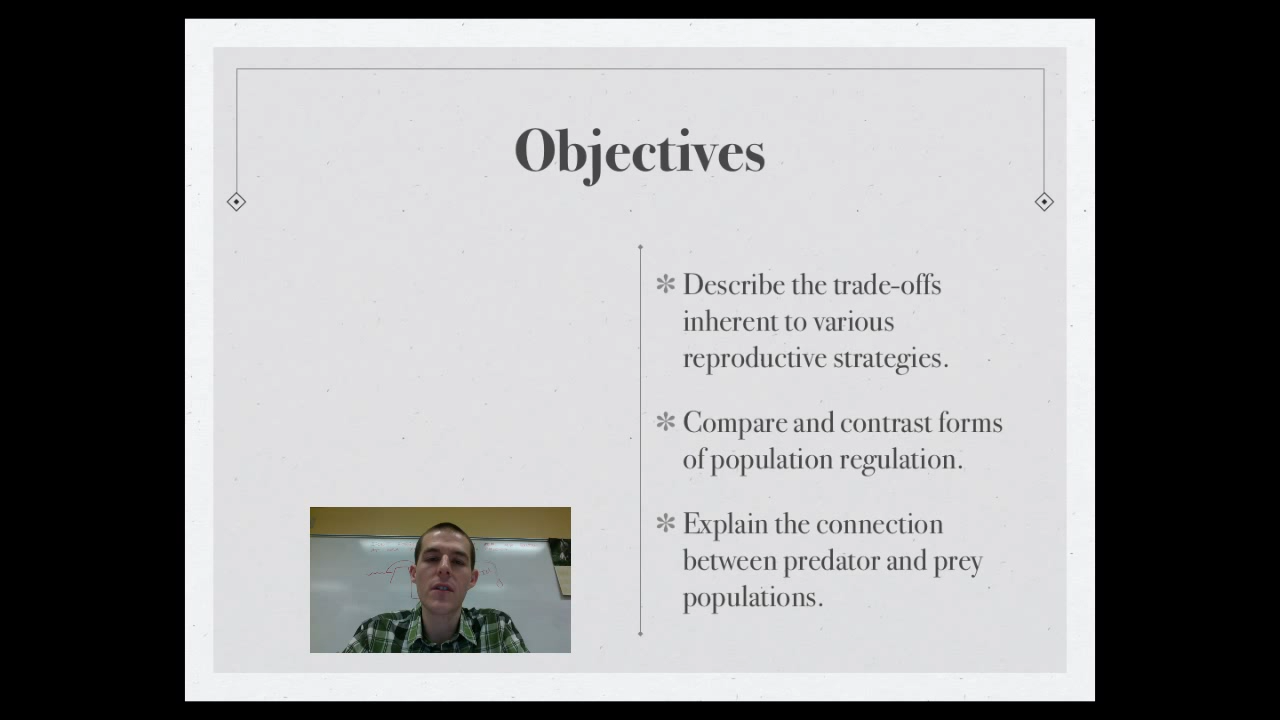 Objectives
✻ Describe the trade-offs
inherent to various
reproductive strategies.
✻ Compare and contrast forms
of population regulation.
✻ Explain the connection
between predator and prey
populations.